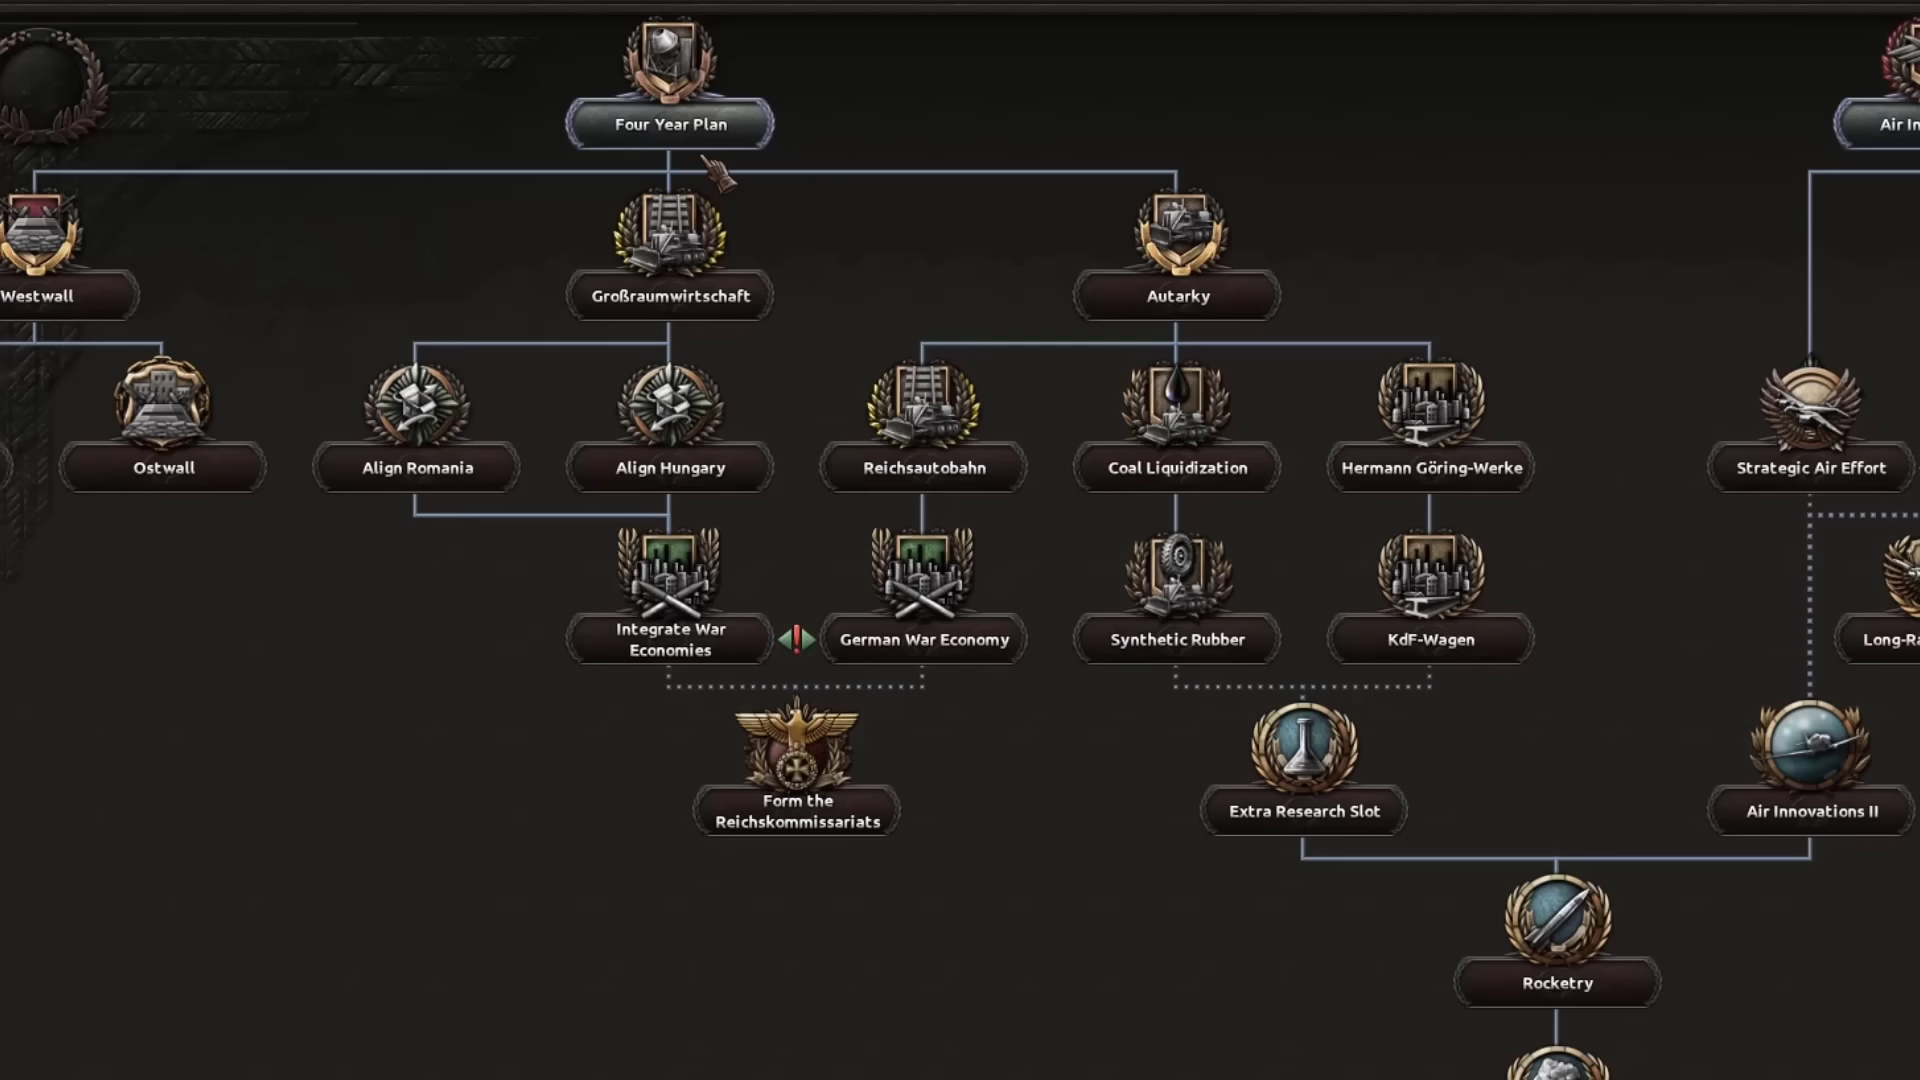 Four Year Plan
Air In
Westwall
Großraumwirtschaft
Autarky
Ostwall
Align Romania
Align Hungary
Reichsautobahn
Coal Liquidization
Hermann Göring-Werke
Strategic Air Effort
Integrate War
Economies
German War Economy
Synthetic Rubber
KdF-Wagen
Long-Ra
Form the
Reichskommissariats
Extra Research Slot
Air Innovations II
Rocketry